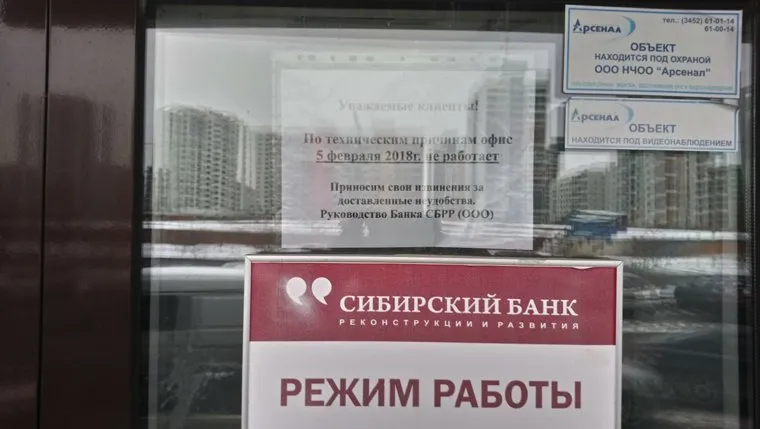 Арсенал
тел.: (3452) 61-01-14
61-00-14
ОБЪЕКТ
НАХОДИТСЯ ПОД ОХРАНОЙ
ООО НЧОО "Арсенал"
Арсенал
ОБЪЕКТ
НАХОДИТСЯ ПОД ВИДЕОНАБЛЮДЕНИЕМ
Уважаемые клиенты!
По техническим причинам офис
5 февраля 2018г. не работает
Приносим свои извинения за
доставленные неудобства.
Руководство Банка СБРР (ООО)
СИБИРСКИЙ БАНК
РЕКОНСТРУКЦИИ И РАЗВИТИЯ
РЕЖИМ РАБОТЫ